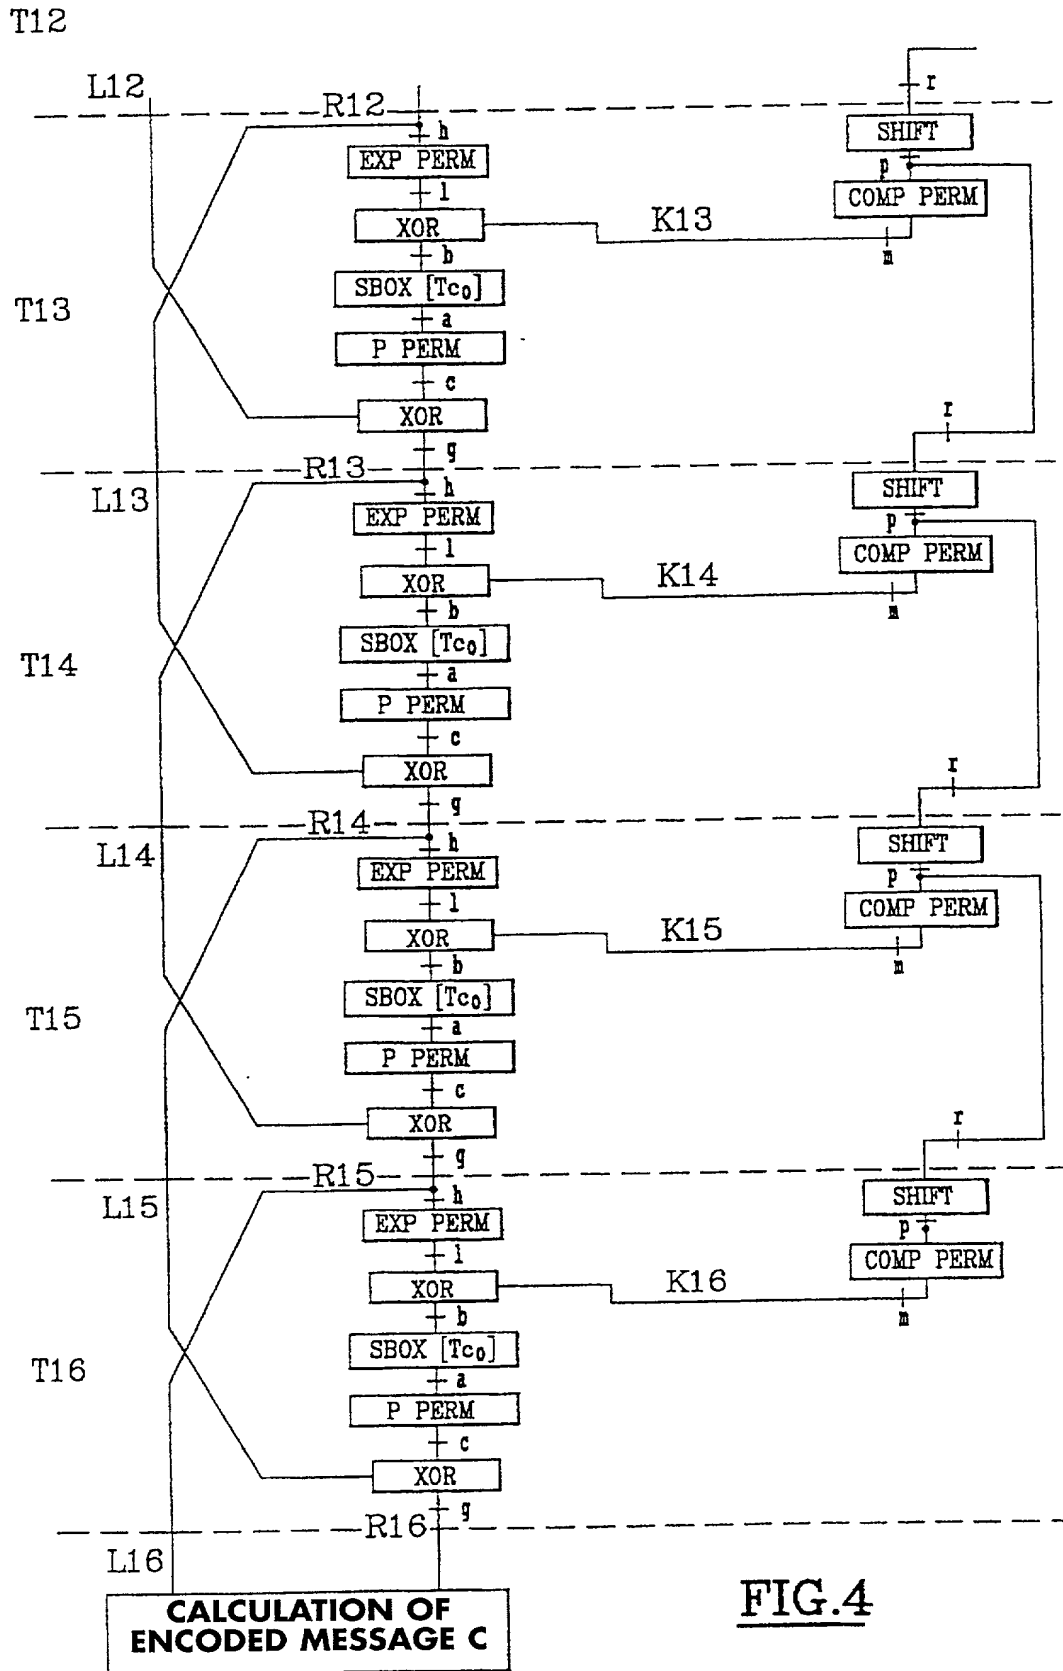 T12
L12
R12
r
h
SHIFT
EXP PERM
p
l
COMP PERM
XOR
K13
b
m
SBOX [Tc0]
T13
a
P PERM
c
XOR
r
g
R13
L13
h
SHIFT
EXP PERM
p
l
COMP PERM
XOR
K14
b
m
SBOX [Tc0]
T14
a
P PERM
c
XOR
r
g
R14
L14
h
SHIFT
EXP PERM
p
l
COMP PERM
XOR
K15
b
m
SBOX [Tc0]
T15
a
P PERM
c
XOR
r
g
R15
L15
h
SHIFT
EXP PERM
p
l
COMP PERM
XOR
K16
b
m
SBOX [Tc0]
T16
a
P PERM
c
XOR
g
R16
L16
CALCULATION OF
ENCODED MESSAGE C
FIG.4